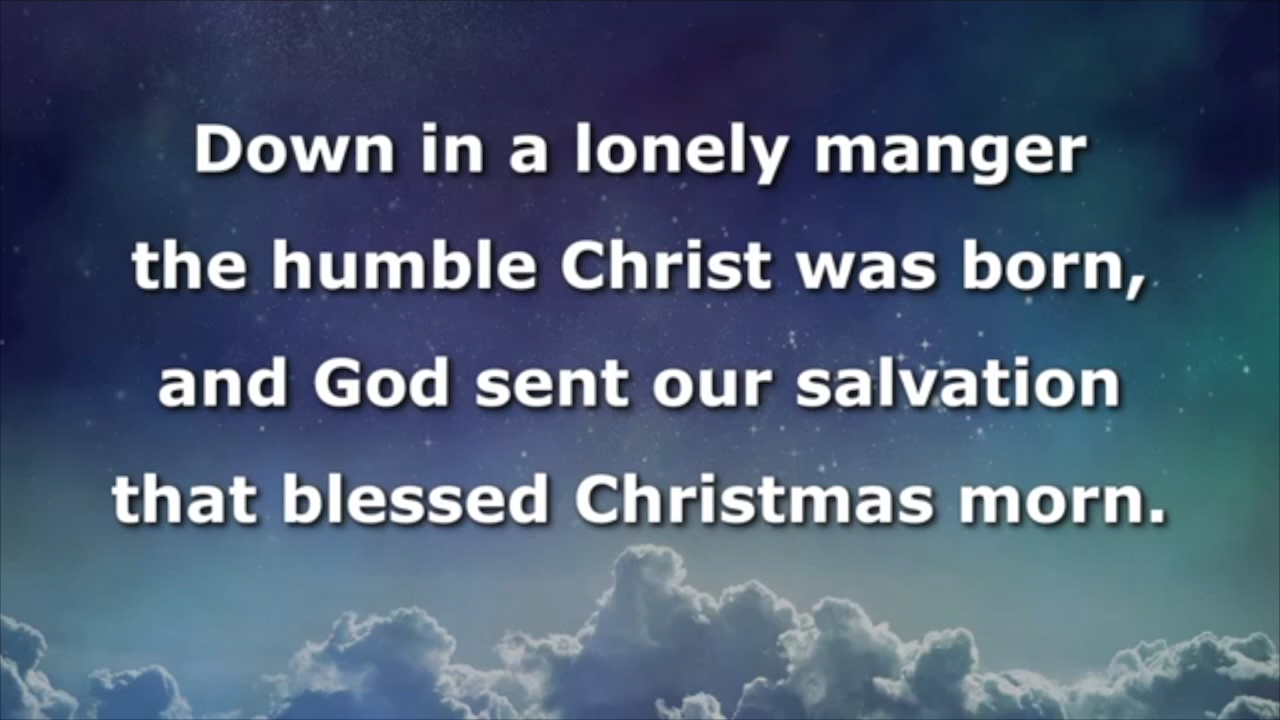 Down in a lonely manger
the humble Christ was born,
and God sent our salvation
that blessed Christmas morn.